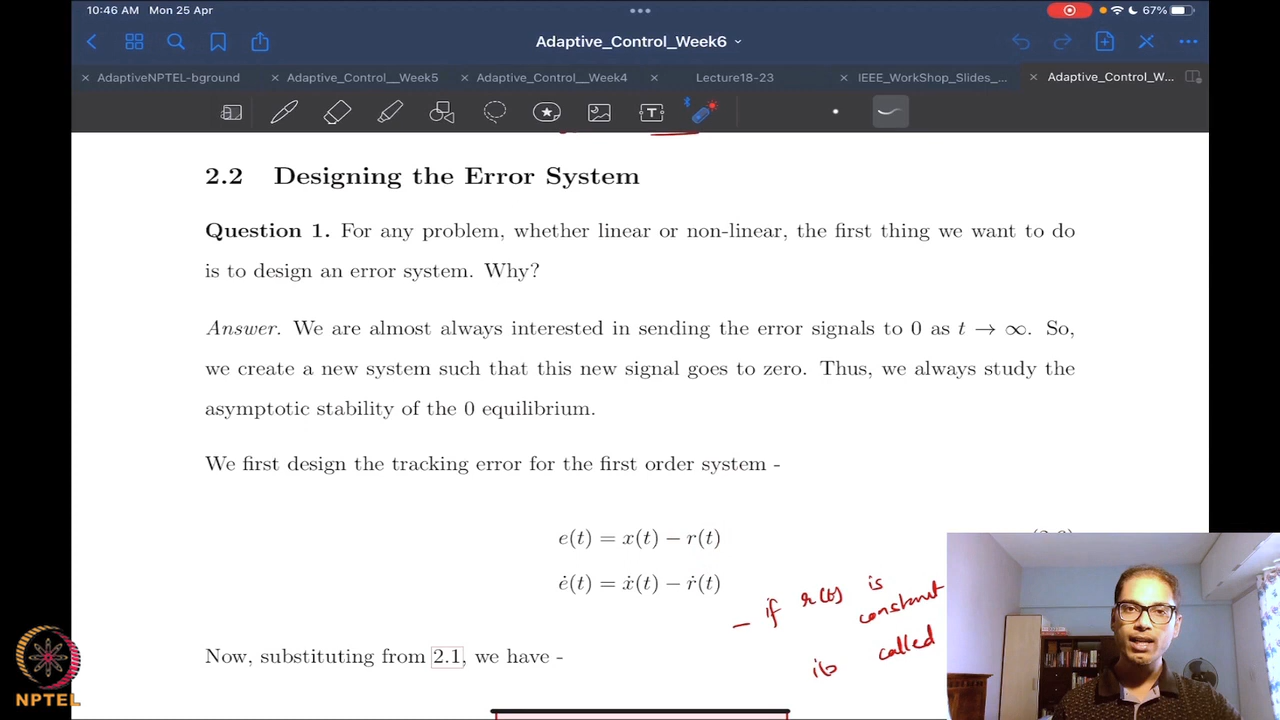 10:46 AM Mon 25 Apr
67%
Adaptive_Control_Week6
AdaptiveNPTEL-bground
Adaptive_Control__Week5
Adaptive_Control__Week4
Lecture18-23
IEEE_WorkShop_Slides_...
Adaptive_Control_W...
2.2 Designing the Error System
Question 1. For any problem, whether linear or non-linear, the first thing we want to do
is to design an error system. Why?
Answer. We are almost always interested in sending the error signals to 0 as t → ∞. So,
we create a new system such that this new signal goes to zero. Thus, we always study the
asymptotic stability of the 0 equilibrium.
We first design the tracking error for the first order system -
e(t) = x(t) − r(t)
ė(t) = ẋ(t) − ṙ(t)
- if r(t) is
constant
is called
Now, substituting from 2.1, we have -
NPTEL